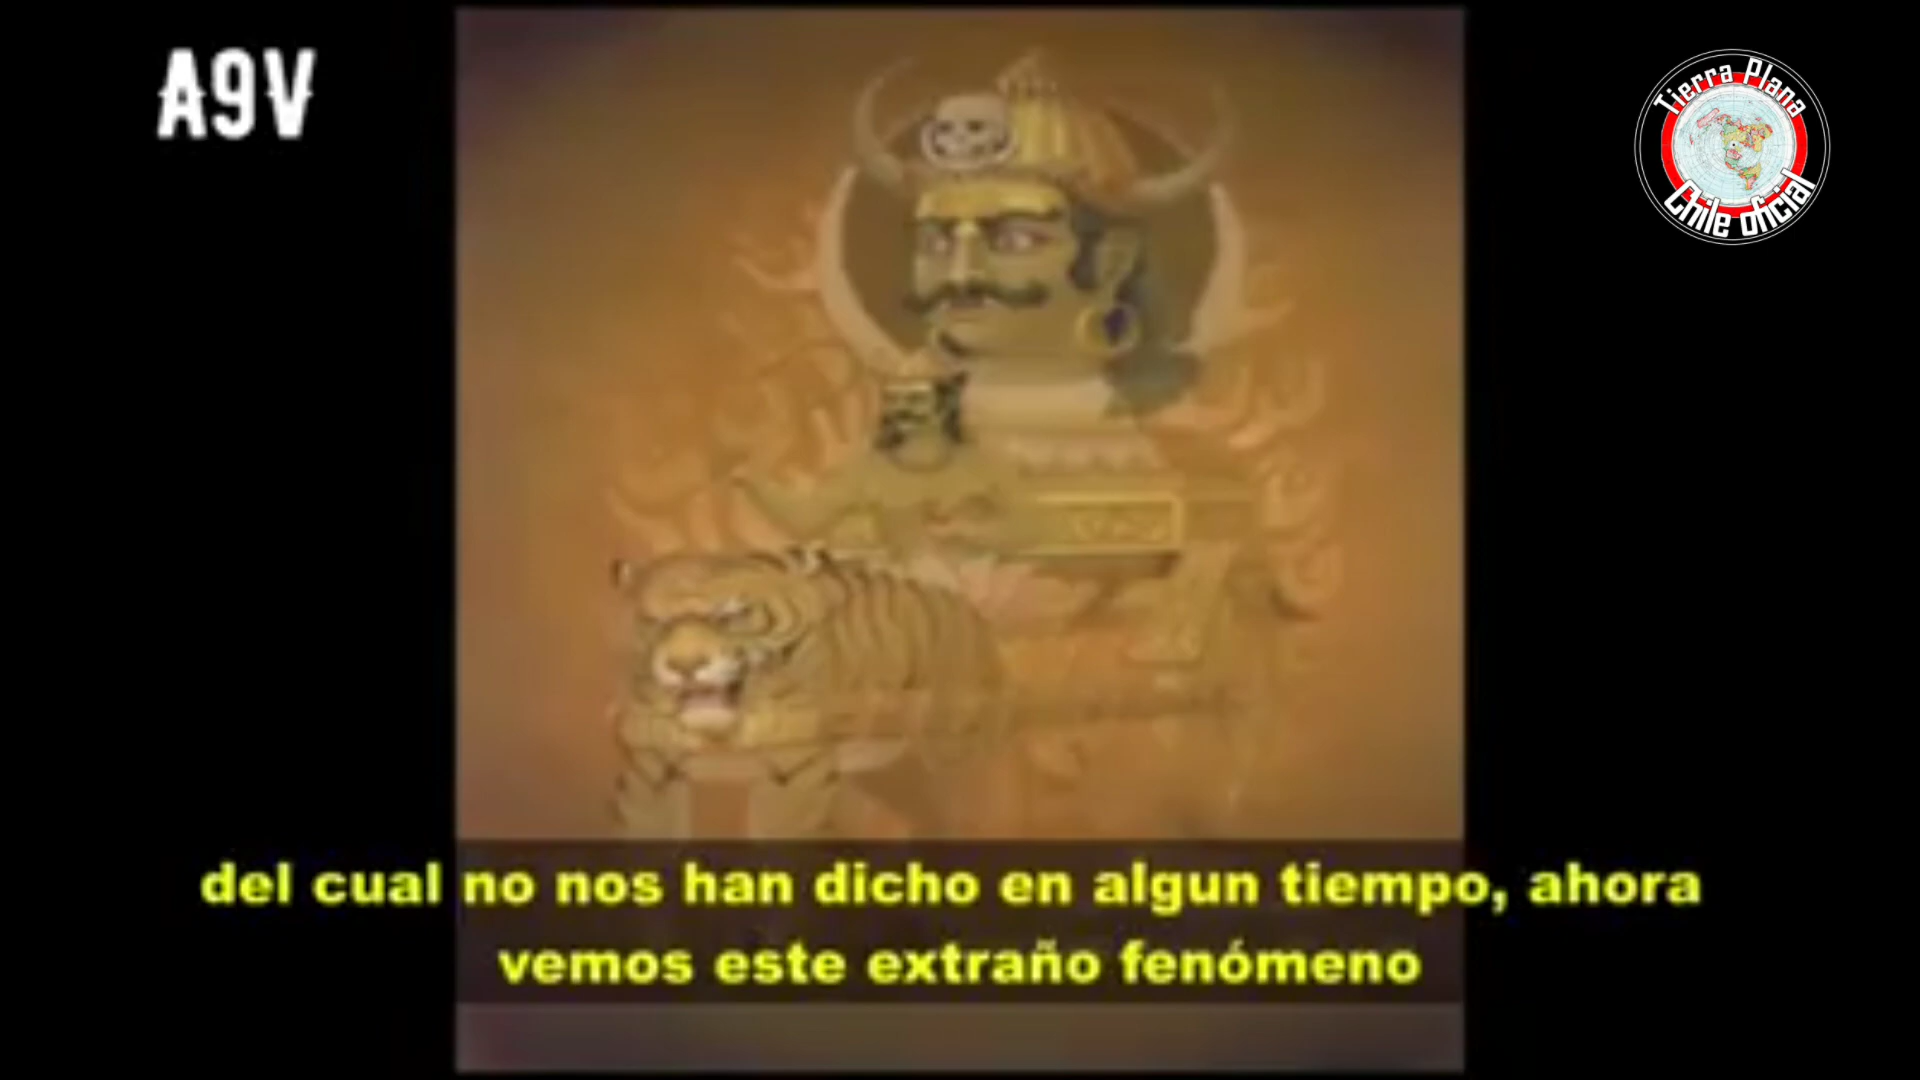 A9V
Tierra Plana
Chile oficial
del cual no nos han dicho en algun tiempo, ahora
vemos este extraño fenómeno